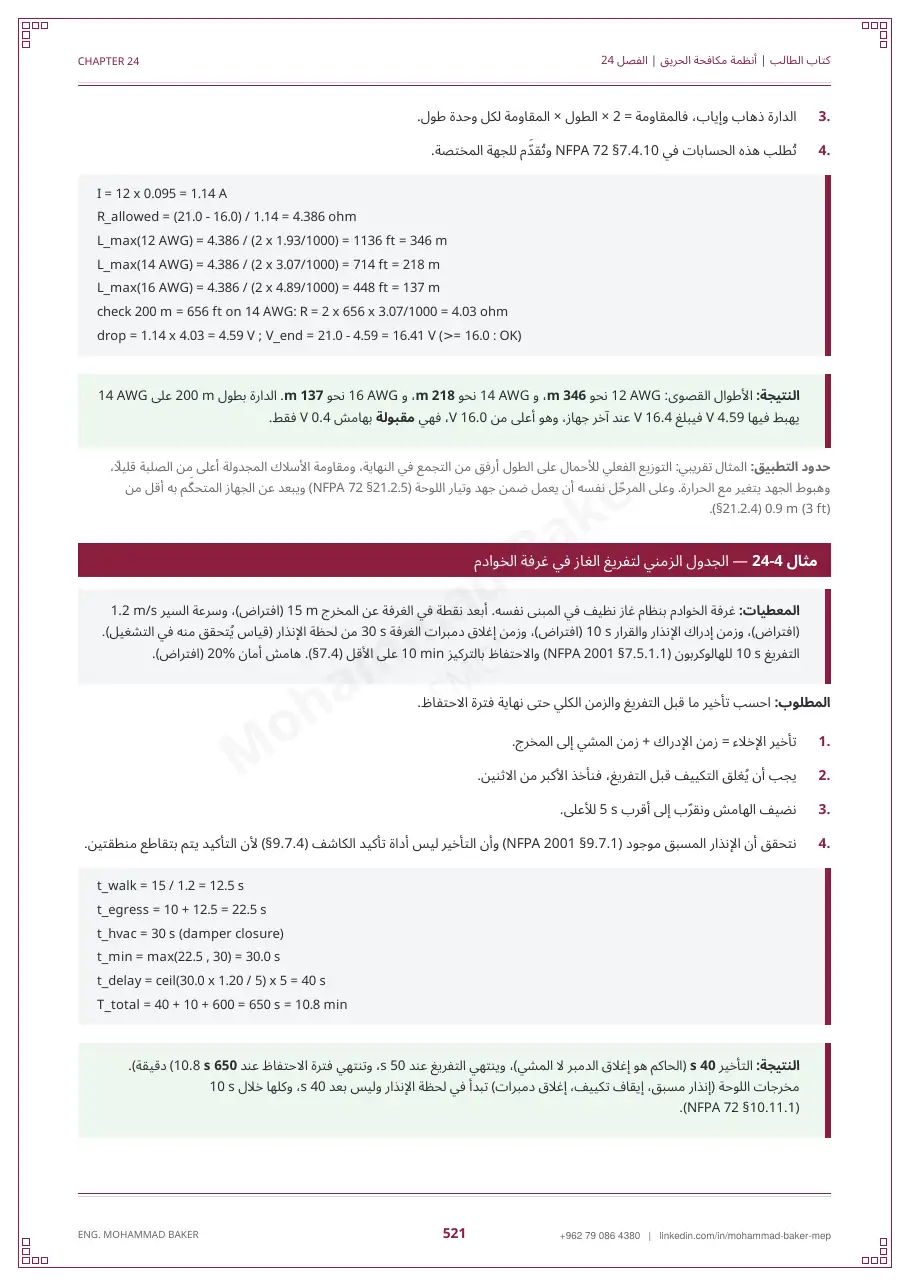 CHAPTER 24
كتاب الطالب | أنظمة مكافحة الحريق | الفصل 24
3. الدارة ذهاب وإياب، فالمقاومة = 2 × الطول × المقاومة لكل وحدة طول.
4. تُطلب هذه الحسابات في NFPA 72 §7.4.10 وتُقدَّم للجهة المختصة.
I = 12 x 0.095 = 1.14 A
R_allowed = (21.0 - 16.0) / 1.14 = 4.386 ohm
L_max(12 AWG) = 4.386 / (2 x 1.93/1000) = 1136 ft = 346 m
L_max(14 AWG) = 4.386 / (2 x 3.07/1000) = 714 ft = 218 m
L_max(16 AWG) = 4.386 / (2 x 4.89/1000) = 448 ft = 137 m
check 200 m = 656 ft on 14 AWG: R = 2 x 656 x 3.07/1000 = 4.03 ohm
drop = 1.14 x 4.03 = 4.59 V ; V_end = 21.0 - 4.59 = 16.41 V (>= 16.0 : OK)
النتيجة: الأطوال القصوى: 12 AWG نحو 346 m، و 14 AWG نحو 218 m، و 16 AWG نحو 137 m. الدارة بطول 200 m على 14 AWG
يهبط فيها 4.59 V فيبلغ 16.4 V عند آخر جهاز، وهو أعلى من 16.0 V، فهي مقبولة بهامش 0.4 V فقط.
حدود التطبيق: المثال تقريبي: التوزيع الفعلي للأحمال على الطول أرفق من التجمع في النهاية، ومقاومة الأسلاك المجدولة أعلى من الصلبة قليلًا،
وهبوط الجهد يتغير مع الحرارة. وعلى المرحّل نفسه أن يعمل ضمن جهد وتيار اللوحة (NFPA 72 §21.2.5) ويبعد عن الجهاز المتحكَّم به أقل من
0.9 m (3 ft) (§21.2.4).
مثال 4-24 — الجدول الزمني لتفريغ الغاز في غرفة الخوادم
المعطيات: غرفة الخوادم بنظام غاز نظيف في المبنى نفسه. أبعد نقطة في الغرفة عن المخرج 15 m (افتراض)، وسرعة السير 1.2 m/s
(افتراض)، وزمن إدراك الإنذار والقرار 10 s (افتراض)، وزمن إغلاق دمبرات الغرفة 30 s من لحظة الإنذار (قياس يُتحقق منه في التشغيل).
التفريغ 10 s للهالوكربون (NFPA 2001 §7.5.1.1) والاحتفاظ بالتركيز 10 min على الأقل (§7.4). هامش أمان 20% (افتراض).
المطلوب: احسب تأخير ما قبل التفريغ والزمن الكلي حتى نهاية فترة الاحتفاظ.
1. تأخير الإخلاء = زمن الإدراك + زمن المشي إلى المخرج.
2. يجب أن يُغلق التكييف قبل التفريغ، فنأخذ الأكبر من الاثنين.
3. نضيف الهامش ونقرّب إلى أقرب 5 s للأعلى.
4. نتحقق أن الإنذار المسبق موجود (NFPA 2001 §9.7.1) وأن التأخير ليس أداة تأكيد الكاشف (§9.7.4) لأن التأكيد يتم بتقاطع منطقتين.
t_walk = 15 / 1.2 = 12.5 s
t_egress = 10 + 12.5 = 22.5 s
t_hvac = 30 s (damper closure)
t_min = max(22.5 , 30) = 30.0 s
t_delay = ceil(30.0 x 1.20 / 5) x 5 = 40 s
T_total = 40 + 10 + 600 = 650 s = 10.8 min
النتيجة: التأخير 40 s (الحاكم هو إغلاق الدمبر لا المشي)، وينتهي التفريغ عند 50 s، وتنتهي فترة الاحتفاظ عند 650 s (10.8 دقيقة).
مخرجات اللوحة (إنذار مسبق، إيقاف تكييف، إغلاق دمبرات) تبدأ في لحظة الإنذار وليس بعد 40 s، وكلها خلال 10 s
(NFPA 72 §10.11.1).
ENG. MOHAMMAD BAKER
521
+962 79 086 4380 | linkedin.com/in/mohammad-baker-mep